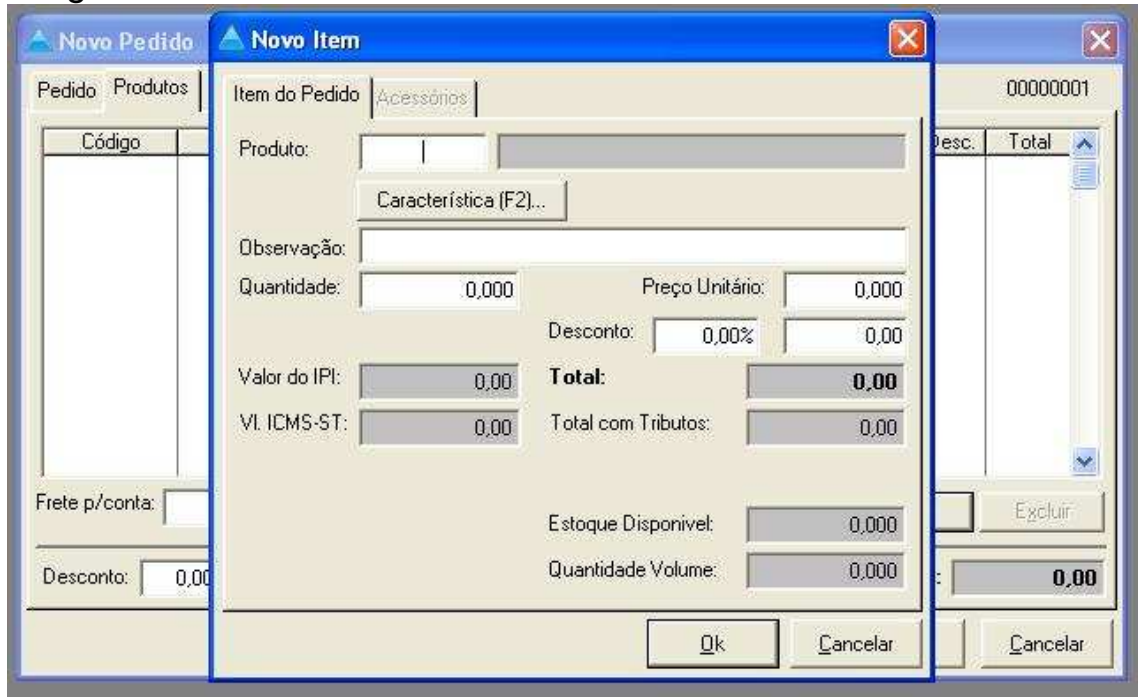 Novo Pedido
Novo Item
Pedido Produtos
00000001
Item do Pedido Acessórios
Código
Desc. Total
Produto:
Característica (F2)...
Observação:
Quantidade: 0,000 Preço Unitário: 0,000
Desconto: 0,00% 0,00
Valor do IPI: 0,00 Total: 0,00
Vl. ICMS-ST: 0,00 Total com Tributos: 0,00
Frete p/conta:
Excluir
Estoque Disponivel: 0,000
Quantidade Volume: 0,000
Desconto: 0,00
: 0,00
Ok Cancelar
Cancelar